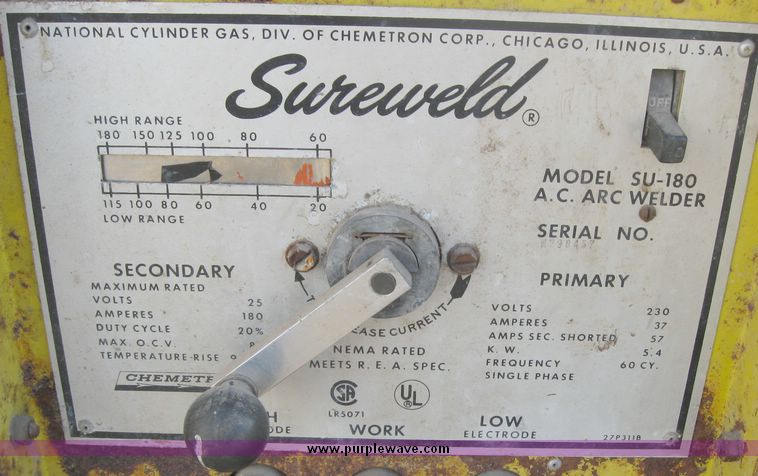 NATIONAL CYLINDER GAS, DIV. OF CHEMETRON CORP., CHICAGO, ILLINOIS, U.S.A.
Sureweld ®
OFF
HIGH RANGE
180 150 125 100 80 60
115 100 80 60 40 20
LOW RANGE
MODEL SU-180
A.C. ARC WELDER
SERIAL NO.
SECONDARY
MAXIMUM RATED
VOLTS 25
AMPERES 180
DUTY CYCLE 20%
MAX. O.C.V.
TEMPERATURE RISE
CURRENT
NEMA RATED
MEETS R.E.A. SPEC.
PRIMARY
VOLTS 230
AMPERES 37
AMPS SEC. SHORTED 57
K.W. 5.4
FREQUENCY 60 CY.
SINGLE PHASE
SA
LR5071
UL
WORK
LOW
ELECTRODE
27P311B
www.purplewave.com